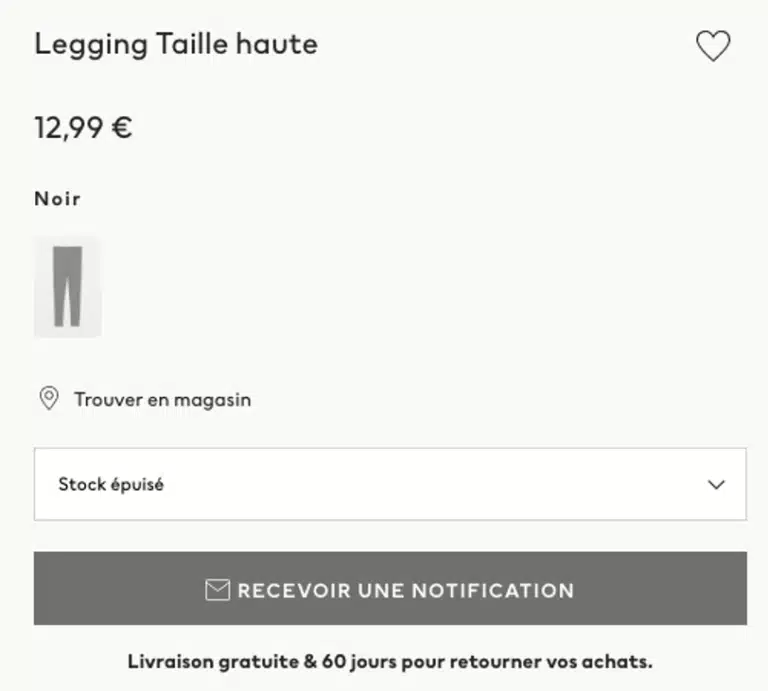 Legging Taille haute
12,99 €
Noir
Trouver en magasin
Stock épuisé
RECEVOIR UNE NOTIFICATION
Livraison gratuite & 60 jours pour retourner vos achats.